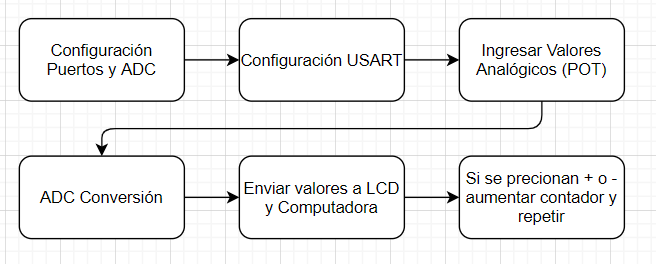 Configuración
Puertos y ADC
Configuración USART
Ingresar Valores
Analógicos (POT)
ADC Conversión
Enviar valores a LCD
y Computadora
Si se precionan + o -
aumentar contador y
repetir